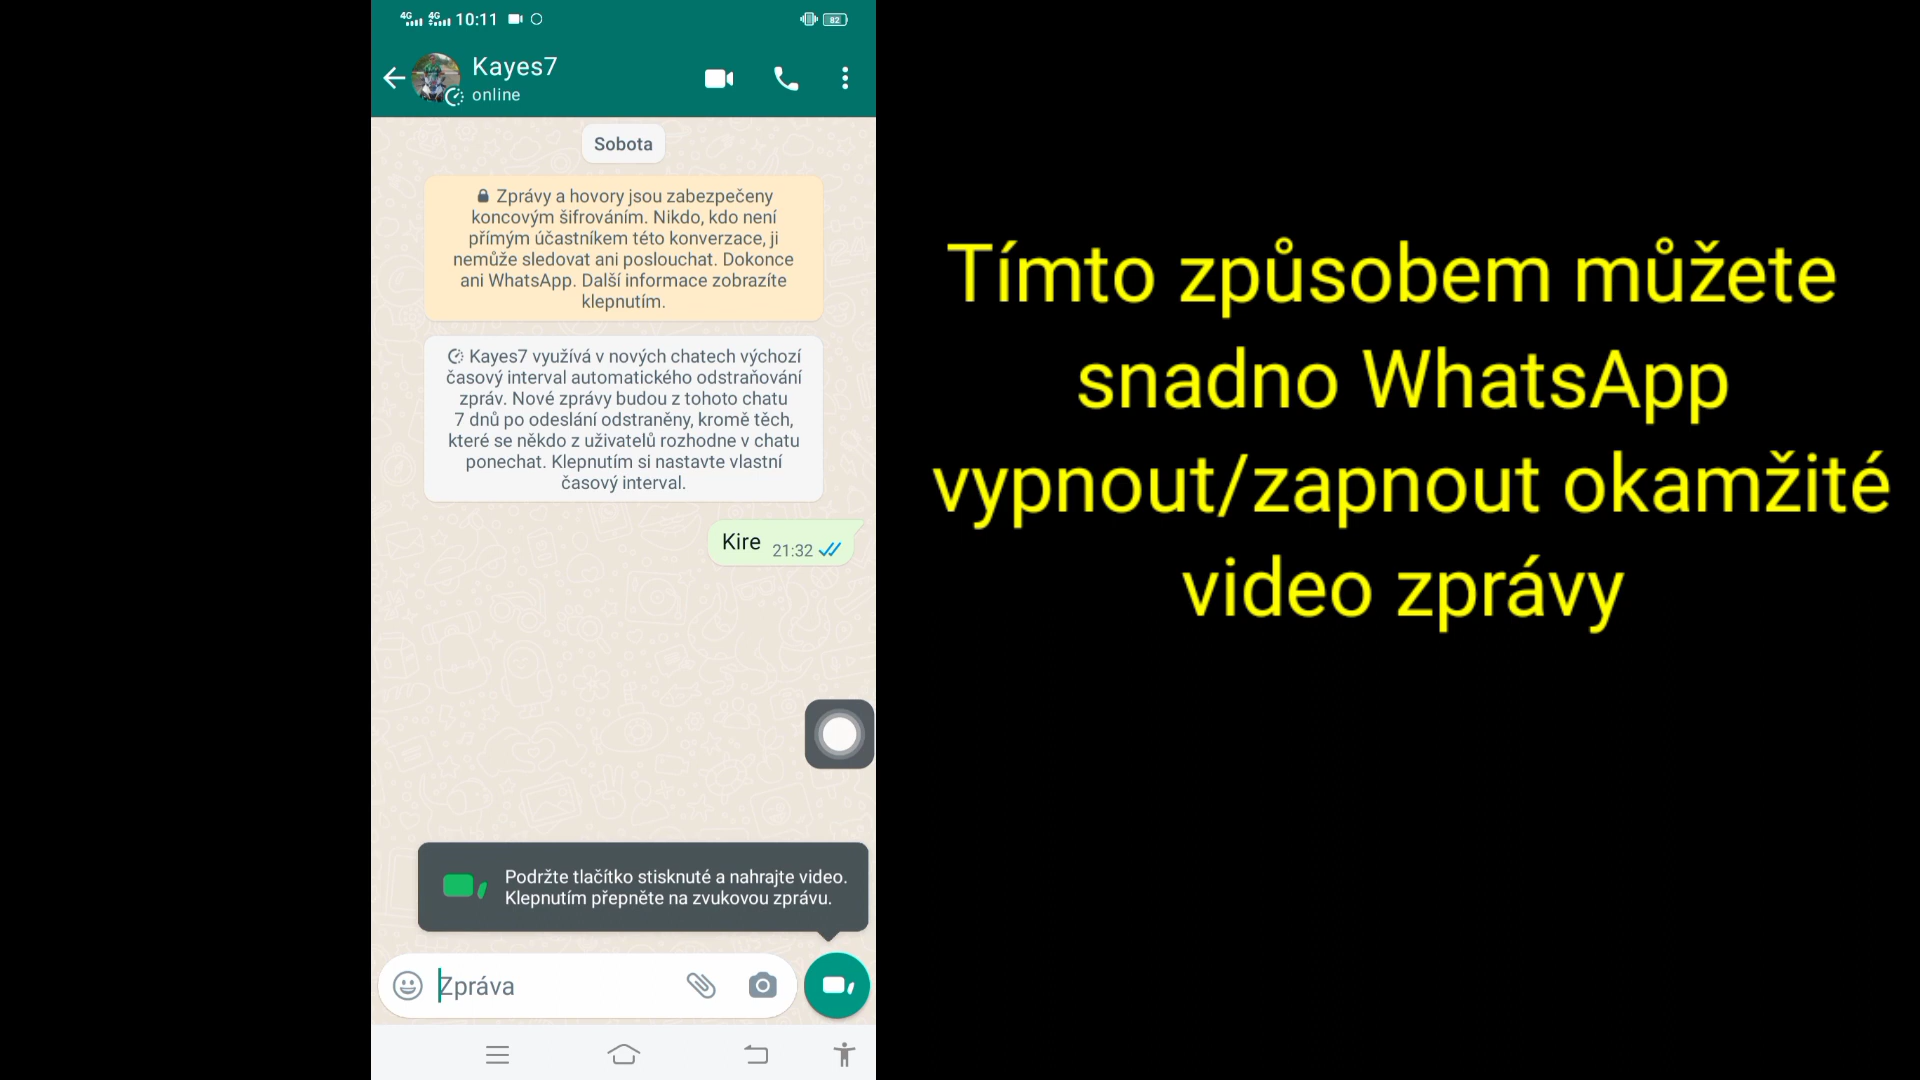 4G 4G 10:11 82
Kayes7
online
Sobota
Zprávy a hovory jsou zabezpečeny
koncovým šifrováním. Nikdo, kdo není
přímým účastníkem této konverzace, ji
nemůže sledovat ani poslouchat. Dokonce
ani WhatsApp. Další informace zobrazíte
klepnutím.
Kayes7 využívá v nových chatech výchozí
časový interval automatického odstraňování
zpráv. Nové zprávy budou z tohoto chatu
7 dnů po odeslání odstraněny, kromě těch,
které se někdo z uživatelů rozhodne v chatu
ponechat. Klepnutím si nastavte vlastní
časový interval.
Kire 21:32
Podržte tlačítko stisknuté a nahrajte video.
Klepnutím přepněte na zvukovou zprávu.
Zpráva
Tímto způsobem můžete
snadno WhatsApp
vypnout/zapnout okamžité
video zprávy